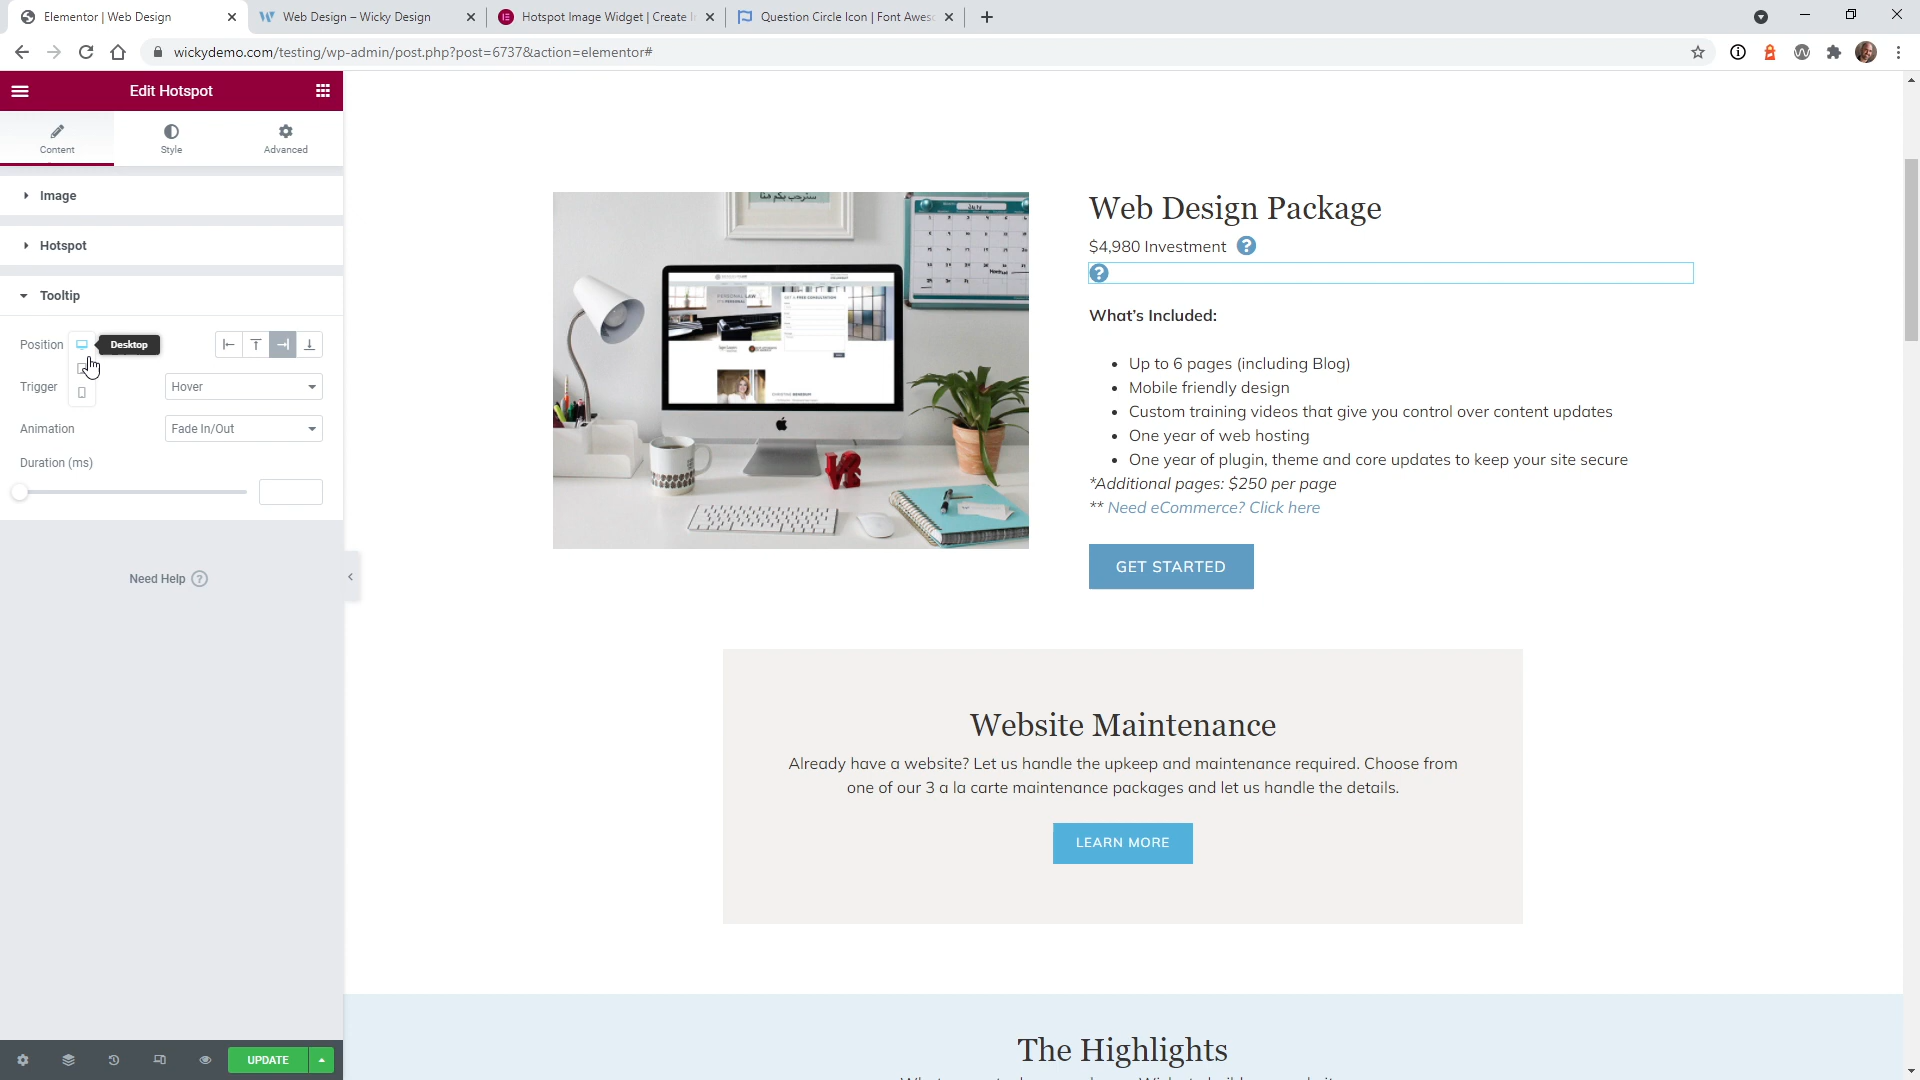 Elementor | Web Design
Web Design – Wicky Design
Hotspot Image Widget | Create I
Question Circle Icon | Font Awes
wickydemo.com/testing/wp-admin/post.php?post=6737&action=elementor#
Edit Hotspot
Content
Style
Advanced
Image
Hotspot
Tooltip
Position
Desktop
Trigger
Hover
Animation
Fade In/Out
Duration (ms)
Need Help
UPDATE
Web Design Package
$4,980 Investment
What's Included:
• Up to 6 pages (including Blog)
• Mobile friendly design
• Custom training videos that give you control over content updates
• One year of web hosting
• One year of plugin, theme and core updates to keep your site secure
*Additional pages: $250 per page
** Need eCommerce? Click here
GET STARTED
Website Maintenance
Already have a website? Let us handle the upkeep and maintenance required. Choose from
one of our 3 a la carte maintenance packages and let us handle the details.
LEARN MORE
The Highlights